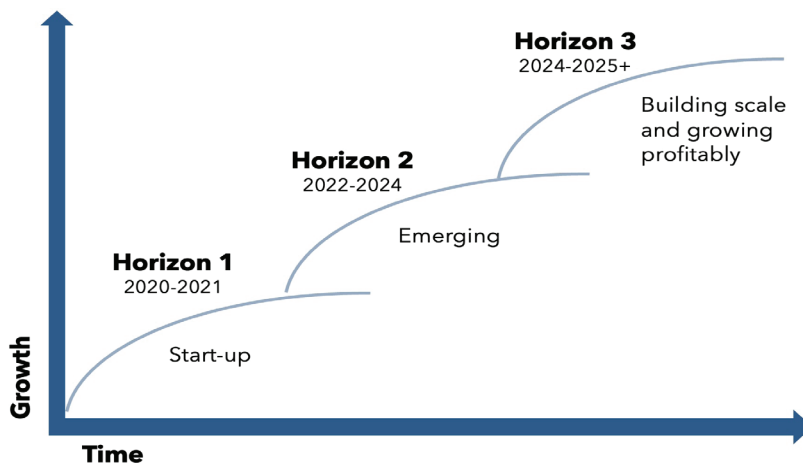 Horizon 3
2024-2025+
Building scale
and growing
profitably
Horizon 2
2022-2024
Emerging
Horizon 1
2020-2021
Start-up
Growth
Time